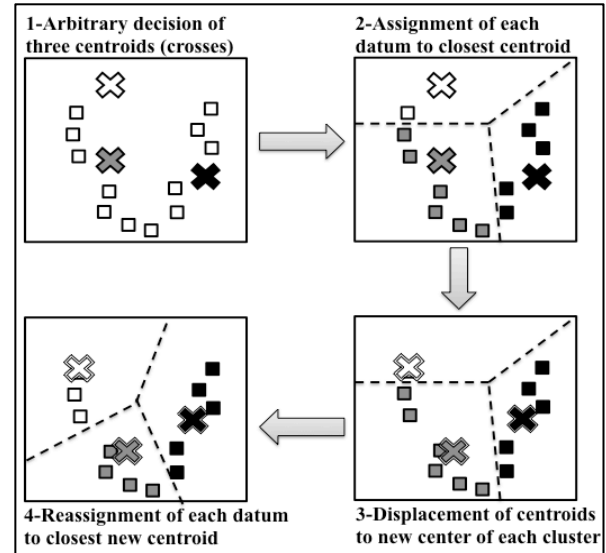 1-Arbitrary decision of
three centroids (crosses)
2-Assignment of each
datum to closest centroid
4-Reassignment of each datum
to closest new centroid
3-Displacement of centroids
to new center of each cluster